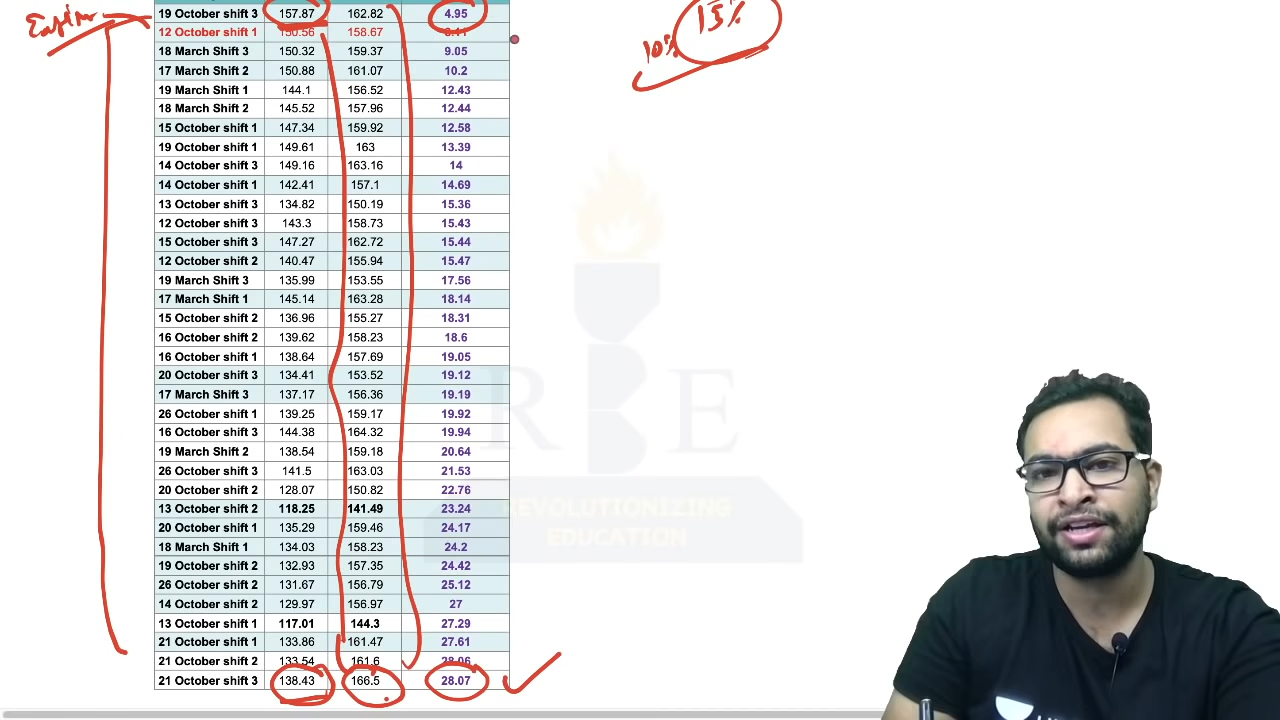 Easy
15%
10%
19 October shift 3 157.87 162.82 4.95
12 October shift 1 150.56 158.67
18 March Shift 3 150.32 159.37 9.05
17 March Shift 2 150.88 161.07 10.2
19 March Shift 1 144.1 156.52 12.43
18 March Shift 2 145.52 157.96 12.44
15 October shift 1 147.34 159.92 12.58
19 October shift 1 149.61 163 13.39
14 October shift 3 149.16 163.16 14
14 October shift 1 142.41 157.1 14.69
13 October shift 3 134.82 150.19 15.36
12 October shift 3 143.3 158.73 15.43
15 October shift 3 147.27 162.72 15.44
12 October shift 2 140.47 155.94 15.47
19 March Shift 3 135.99 153.55 17.56
17 March Shift 1 145.14 163.28 18.14
15 October shift 2 136.96 155.27 18.31
16 October shift 2 139.62 158.23 18.6
16 October shift 1 138.64 157.69 19.05
20 October shift 3 134.41 153.52 19.12
17 March Shift 3 137.17 156.36 19.19
26 October shift 1 139.25 159.17 19.92
16 October shift 3 144.38 164.32 19.94
19 March Shift 2 138.54 159.18 20.64
26 October shift 3 141.5 163.03 21.53
20 October shift 2 128.07 150.82 22.76
13 October shift 2 118.25 141.49 23.24
20 October shift 1 135.29 159.46 24.17
18 March Shift 1 134.03 158.23 24.2
19 October shift 2 132.93 157.35 24.42
26 October shift 2 131.67 156.79 25.12
14 October shift 2 129.97 156.97 27
13 October shift 1 117.01 144.3 27.29
21 October shift 1 133.86 161.47 27.61
21 October shift 2 133.54 161.6 28.06
21 October shift 3 138.43 166.5 28.07
R E
REVOLUTIONIZING
EDUCATION